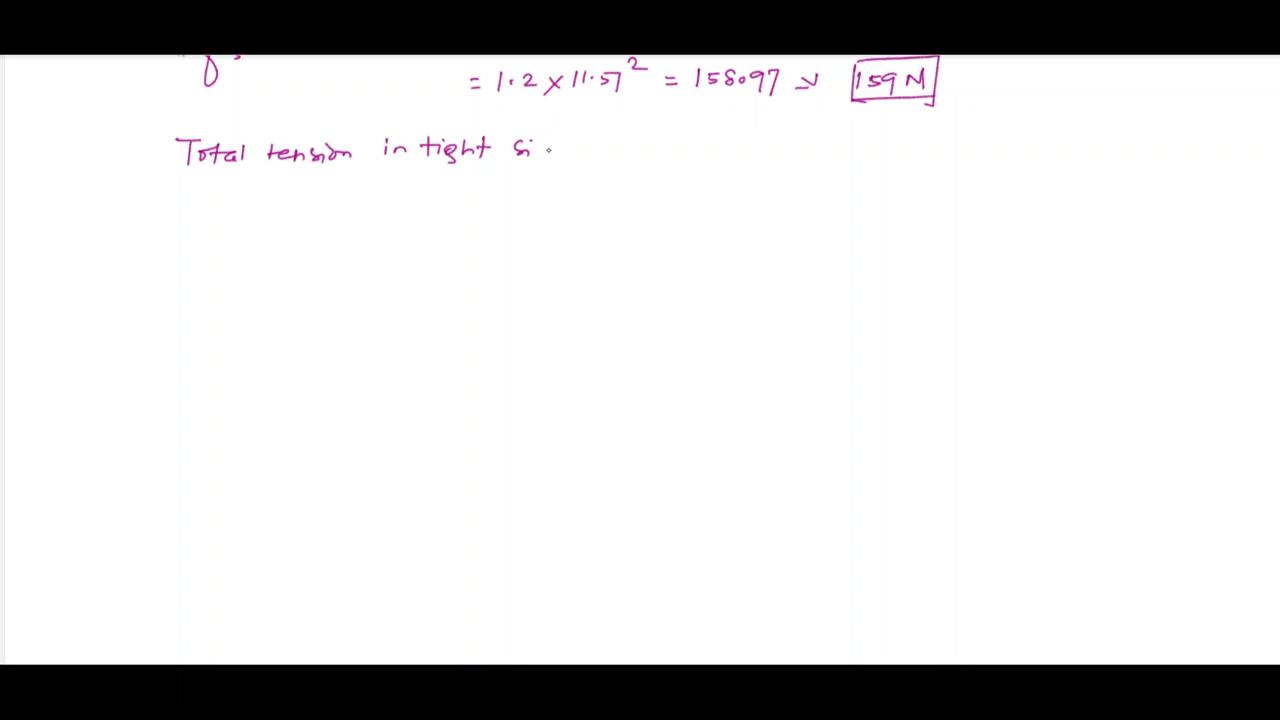 = 1.2 × 11.57² = 158.97 ⇒ 159 N
Total tension in tight si